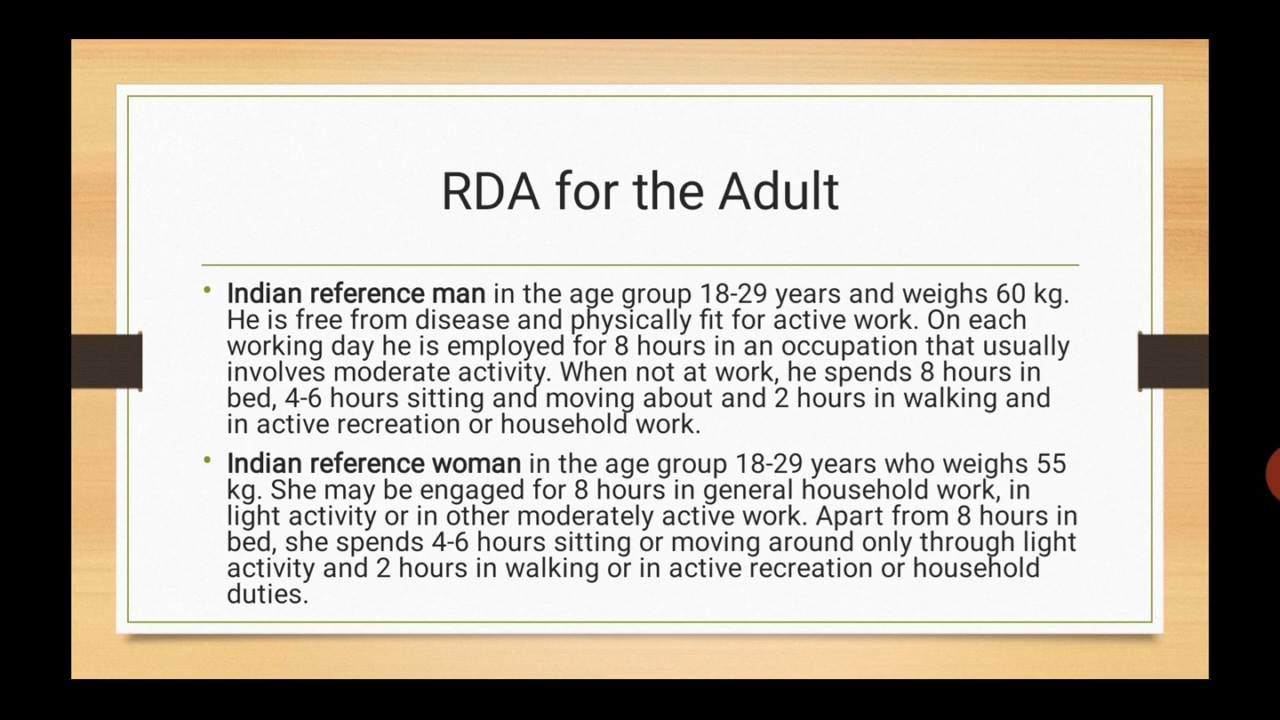 RDA for the Adult
• Indian reference man in the age group 18-29 years and weighs 60 kg.
He is free from disease and physically fit for active work. On each
working day he is employed for 8 hours in an occupation that usually
involves moderate activity. When not at work, he spends 8 hours in
bed, 4-6 hours sitting and moving about and 2 hours in walking and
in active recreation or household work.
• Indian reference woman in the age group 18-29 years who weighs 55
kg. She may be engaged for 8 hours in general household work, in
light activity or in other moderately active work. Apart from 8 hours in
bed, she spends 4-6 hours sitting or moving around only through light
activity and 2 hours in walking or in active recreation or household
duties.